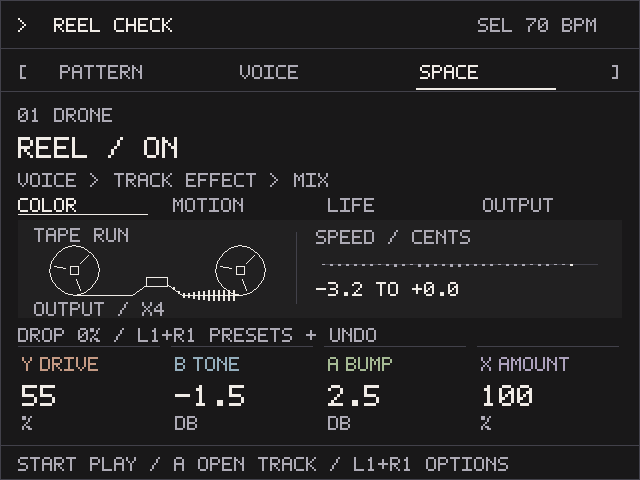 > REEL CHECK SEL 70 BPM
[ PATTERN VOICE SPACE ]
01 DRONE
REEL / ON
VOICE > TRACK EFFECT > MIX
COLOR MOTION LIFE OUTPUT
TAPE RUN SPEED / CENTS
-3.2 TO +0.0
OUTPUT / X4
DROP 0% / L1+R1 PRESETS + UNDO
Y DRIVE B TONE A BUMP X AMOUNT
55 -1.5 2.5 100
% DB DB %
START PLAY / A OPEN TRACK / L1+R1 OPTIONS